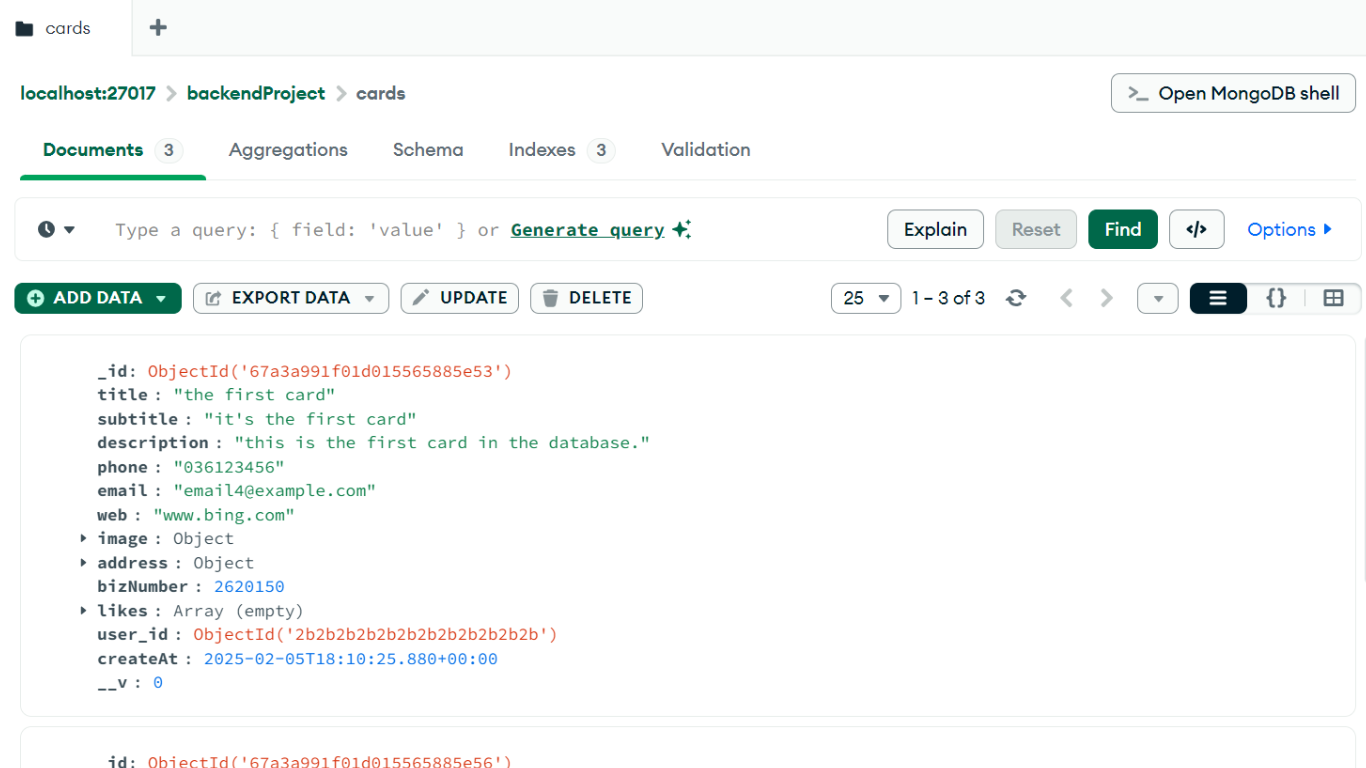 cards
localhost:27017 backendProject cards
>_ Open MongoDB shell
Documents 3 Aggregations Schema Indexes 3 Validation
Type a query: { field: 'value' } or Generate query
Explain Reset Find </> Options
ADD DATA EXPORT DATA UPDATE DELETE 25 1 – 3 of 3 {}
_id: ObjectId('67a3a991f01d015565885e53')
title : "the first card"
subtitle : "it's the first card"
description : "this is the first card in the database."
phone : "036123456"
email : "email4@example.com"
web : "www.bing.com"
image : Object
address : Object
bizNumber : 2620150
likes : Array (empty)
user_id : ObjectId('2b2b2b2b2b2b2b2b2b2b2b2b')
createAt : 2025-02-05T18:10:25.880+00:00
__v : 0
_id: ObjectId('67a3a991f01d015565885e56')